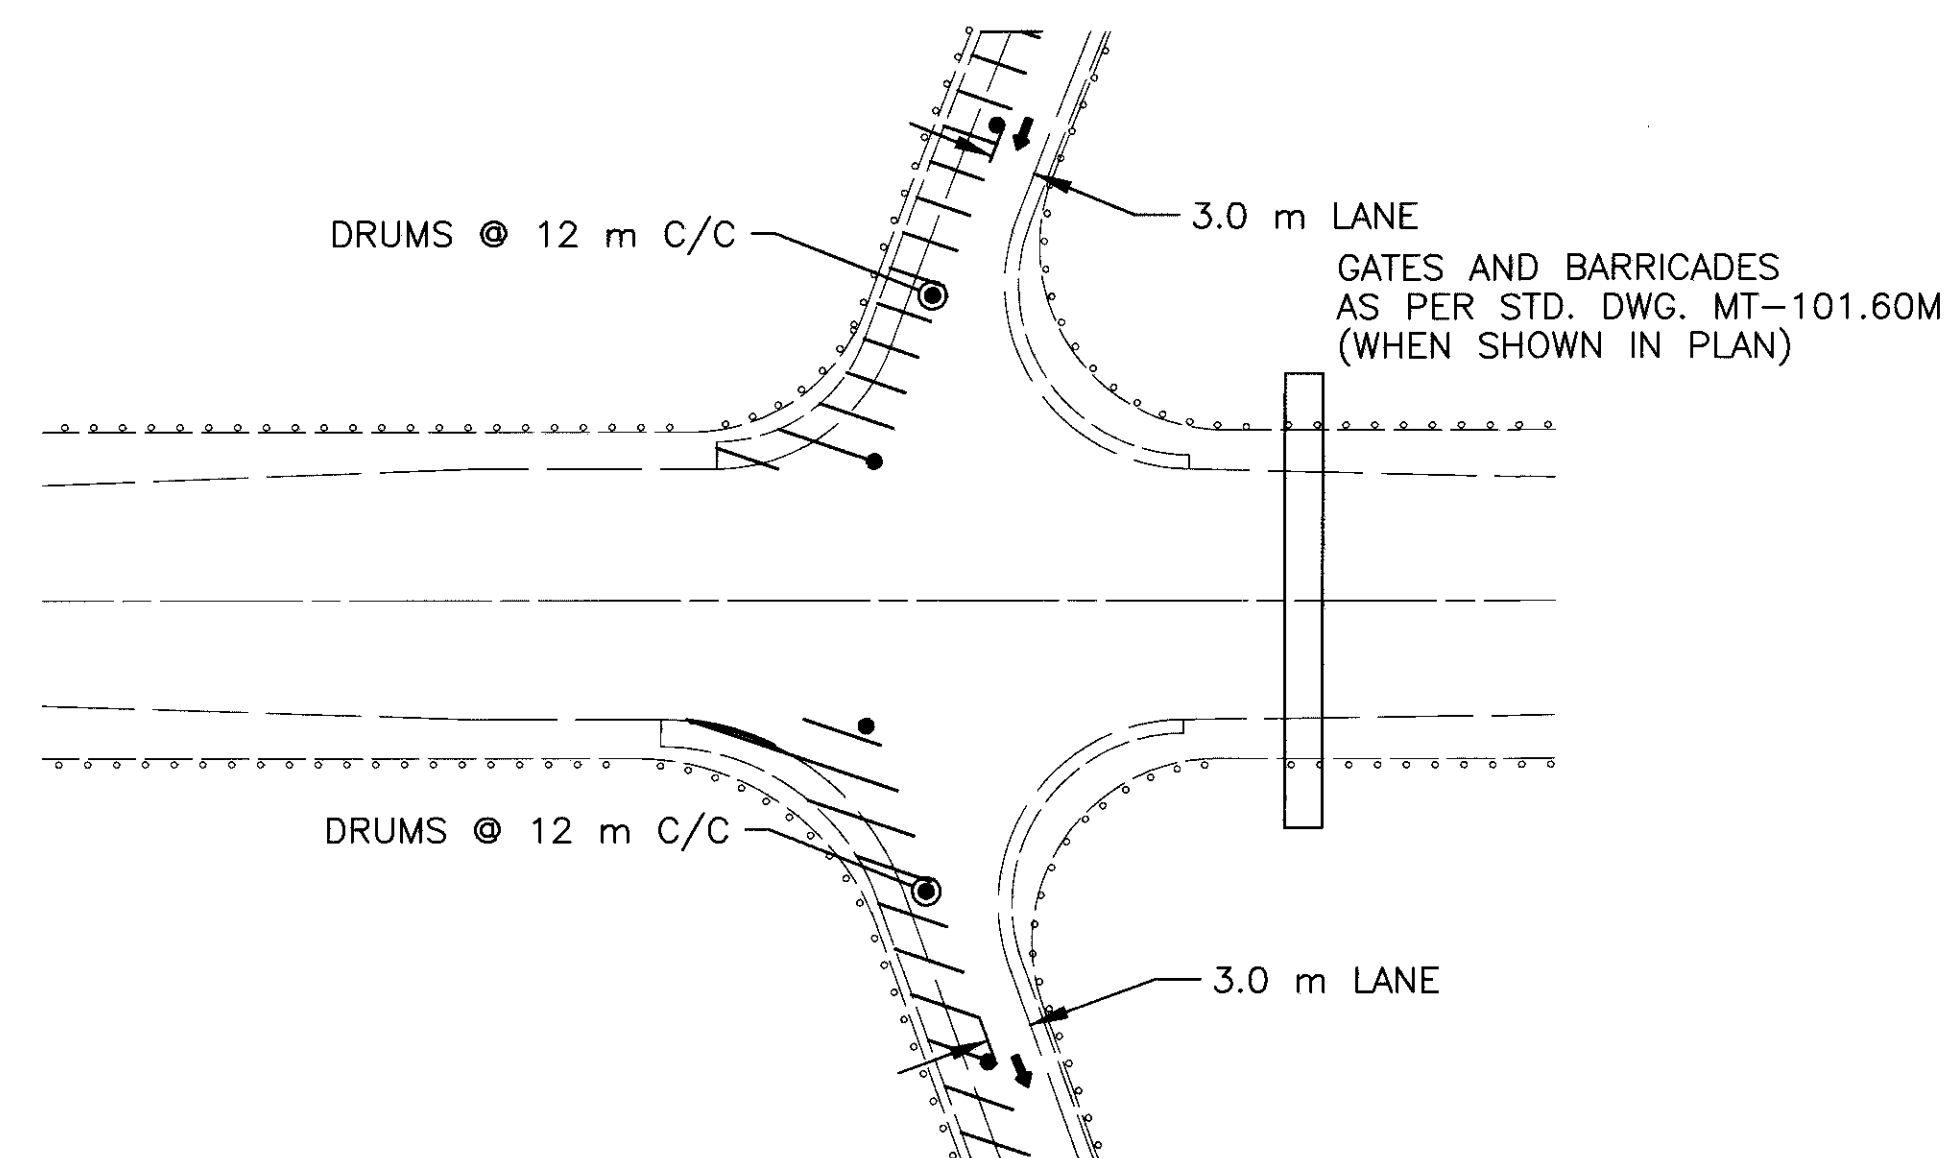 3.0 m LANE
DRUMS @ 12 m C/C
GATES AND BARRICADES
AS PER STD. DWG. MT-101.60M
(WHEN SHOWN IN PLAN)
DRUMS @ 12 m C/C
3.0 m LANE